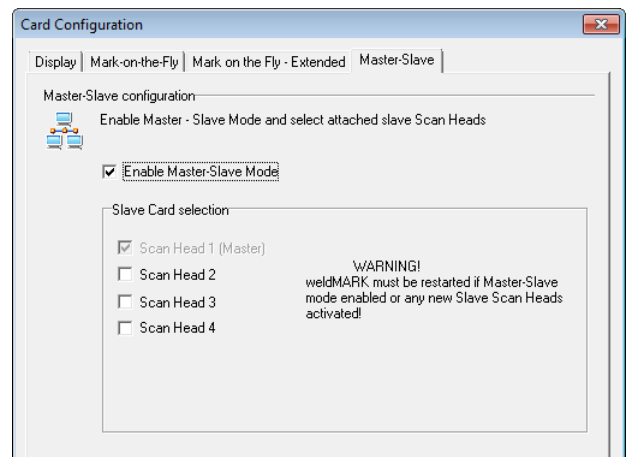 Card Configuration
Display Mark-on-the-Fly Mark on the Fly - Extended Master-Slave
Master-Slave configuration
Enable Master - Slave Mode and select attached slave Scan Heads
Enable Master-Slave Mode
Slave Card selection
Scan Head 1 (Master)
Scan Head 2
Scan Head 3
Scan Head 4
WARNING!
weldMARK must be restarted if Master-Slave
mode enabled or any new Slave Scan Heads
activated!